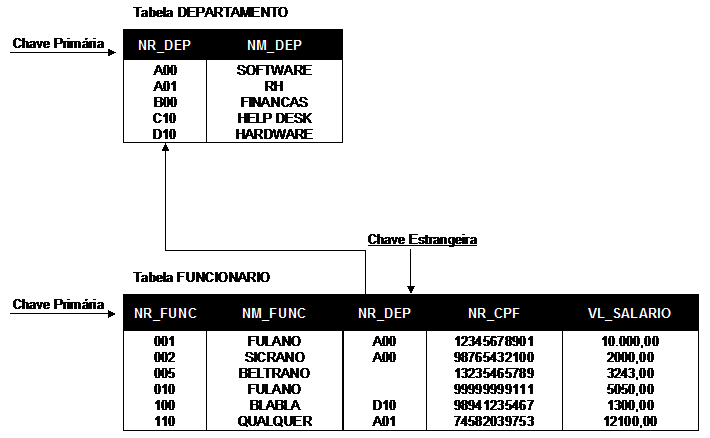 Tabela DEPARTAMENTO
Chave Primária
NR_DEP NM_DEP
A00 SOFTWARE
A01 RH
B00 FINANCAS
C10 HELP DESK
D10 HARDWARE
Chave Estrangeira
Tabela FUNCIONARIO
Chave Primária
NR_FUNC NM_FUNC NR_DEP NR_CPF VL_SALARIO
001 FULANO A00 12345678901 10.000,00
002 SICRANO A00 98765432100 2000,00
005 BELTRANO 13235465789 3243,00
010 FULANO 99999999111 5050,00
100 BLABLA D10 98941235467 1300,00
110 QUALQUER A01 74582039753 12100,00